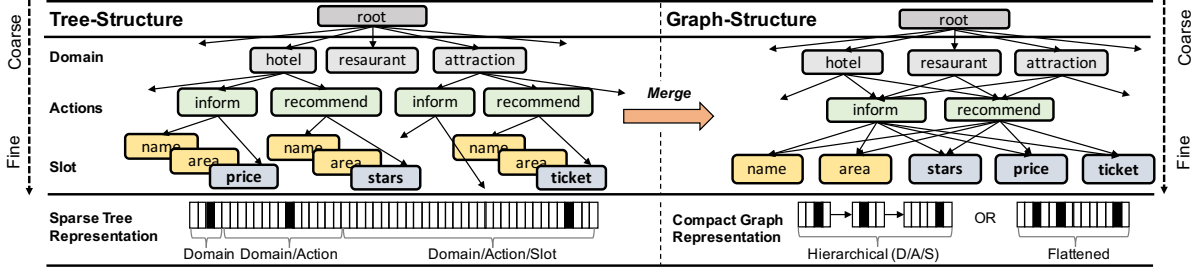 Tree-Structure
root
Graph-Structure
root
Coarse
Fine
Domain
hotel
resaurant
attraction
hotel
resaurant
attraction
Coarse
Fine
Actions
inform
recommend
inform
recommend
Merge
inform
recommend
Slot
name
area
price
name
area
stars
name
area
ticket
name
area
stars
price
ticket
Sparse Tree
Representation
Domain
Domain/Action
Domain/Action/Slot
Compact Graph
Representation
OR
Hierarchical (D/A/S)
Flattened